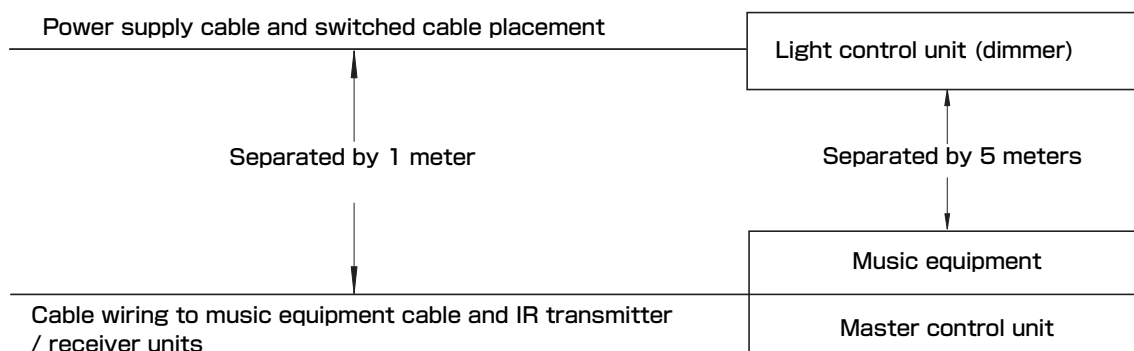 Power supply cable and switched cable placement
Light control unit (dimmer)
Separated by 1 meter
Separated by 5 meters
Music equipment
Cable wiring to music equipment cable and IR transmitter
/ receiver units
Master control unit